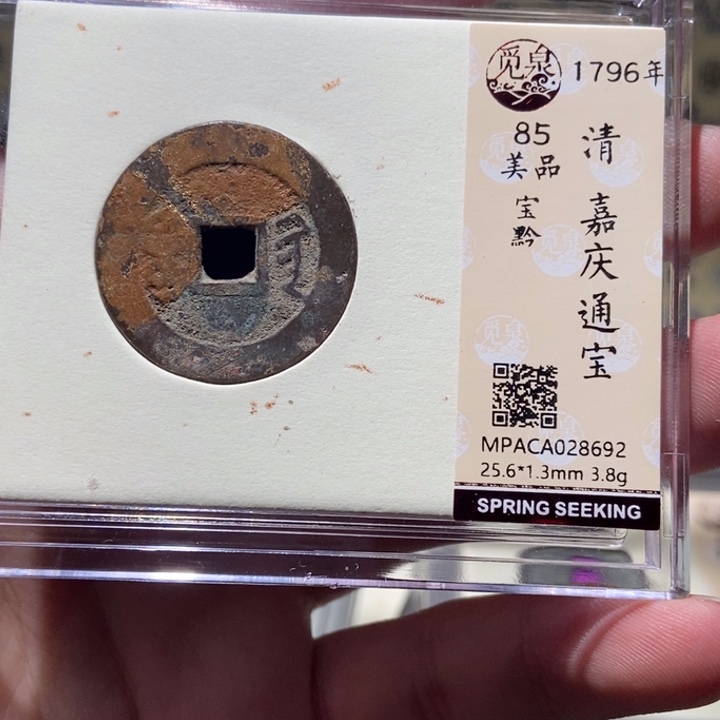 觅泉
1796年
85
美品
宝黔
清 嘉庆通宝
MPACA028692
25.6*1.3mm 3.8g
SPRING SEEKING